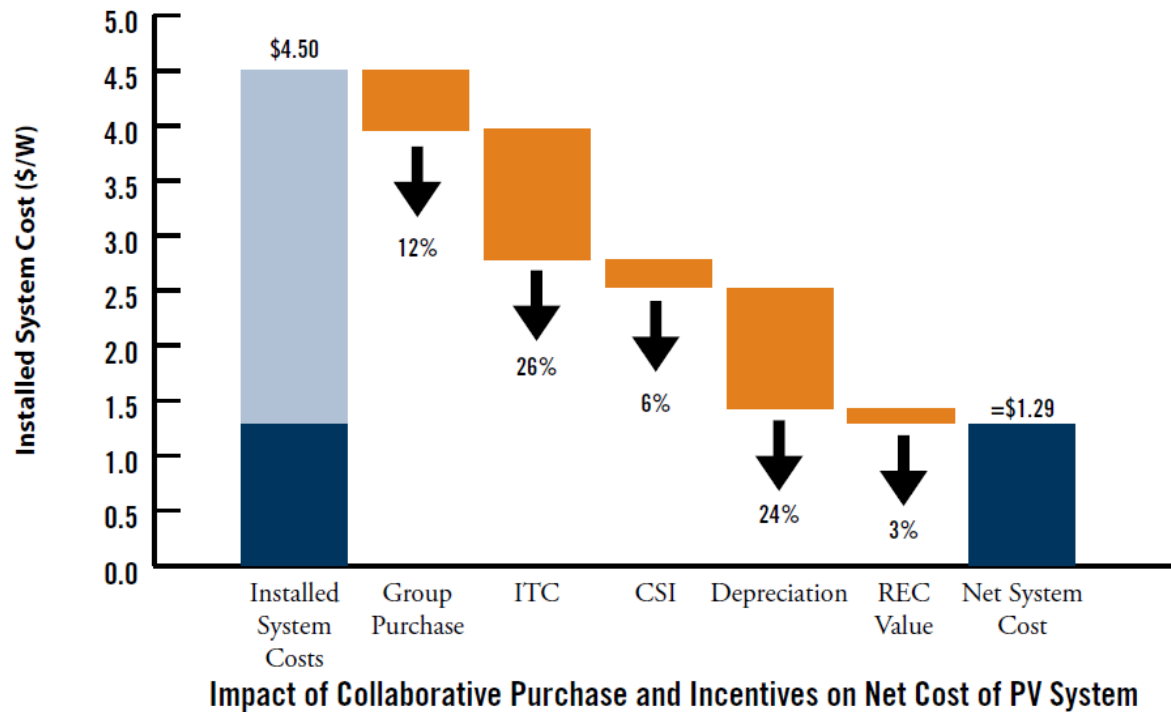 Installed System Cost ($/W)
5.0
4.5
4.0
3.5
3.0
2.5
2.0
1.5
1.0
0.5
0.0
$4.50
12%
26%
6%
24%
3%
=$1.29
Installed
System
Costs
Group
Purchase
ITC
CSI
Depreciation
REC
Value
Net System
Cost
Impact of Collaborative Purchase and Incentives on Net Cost of PV System